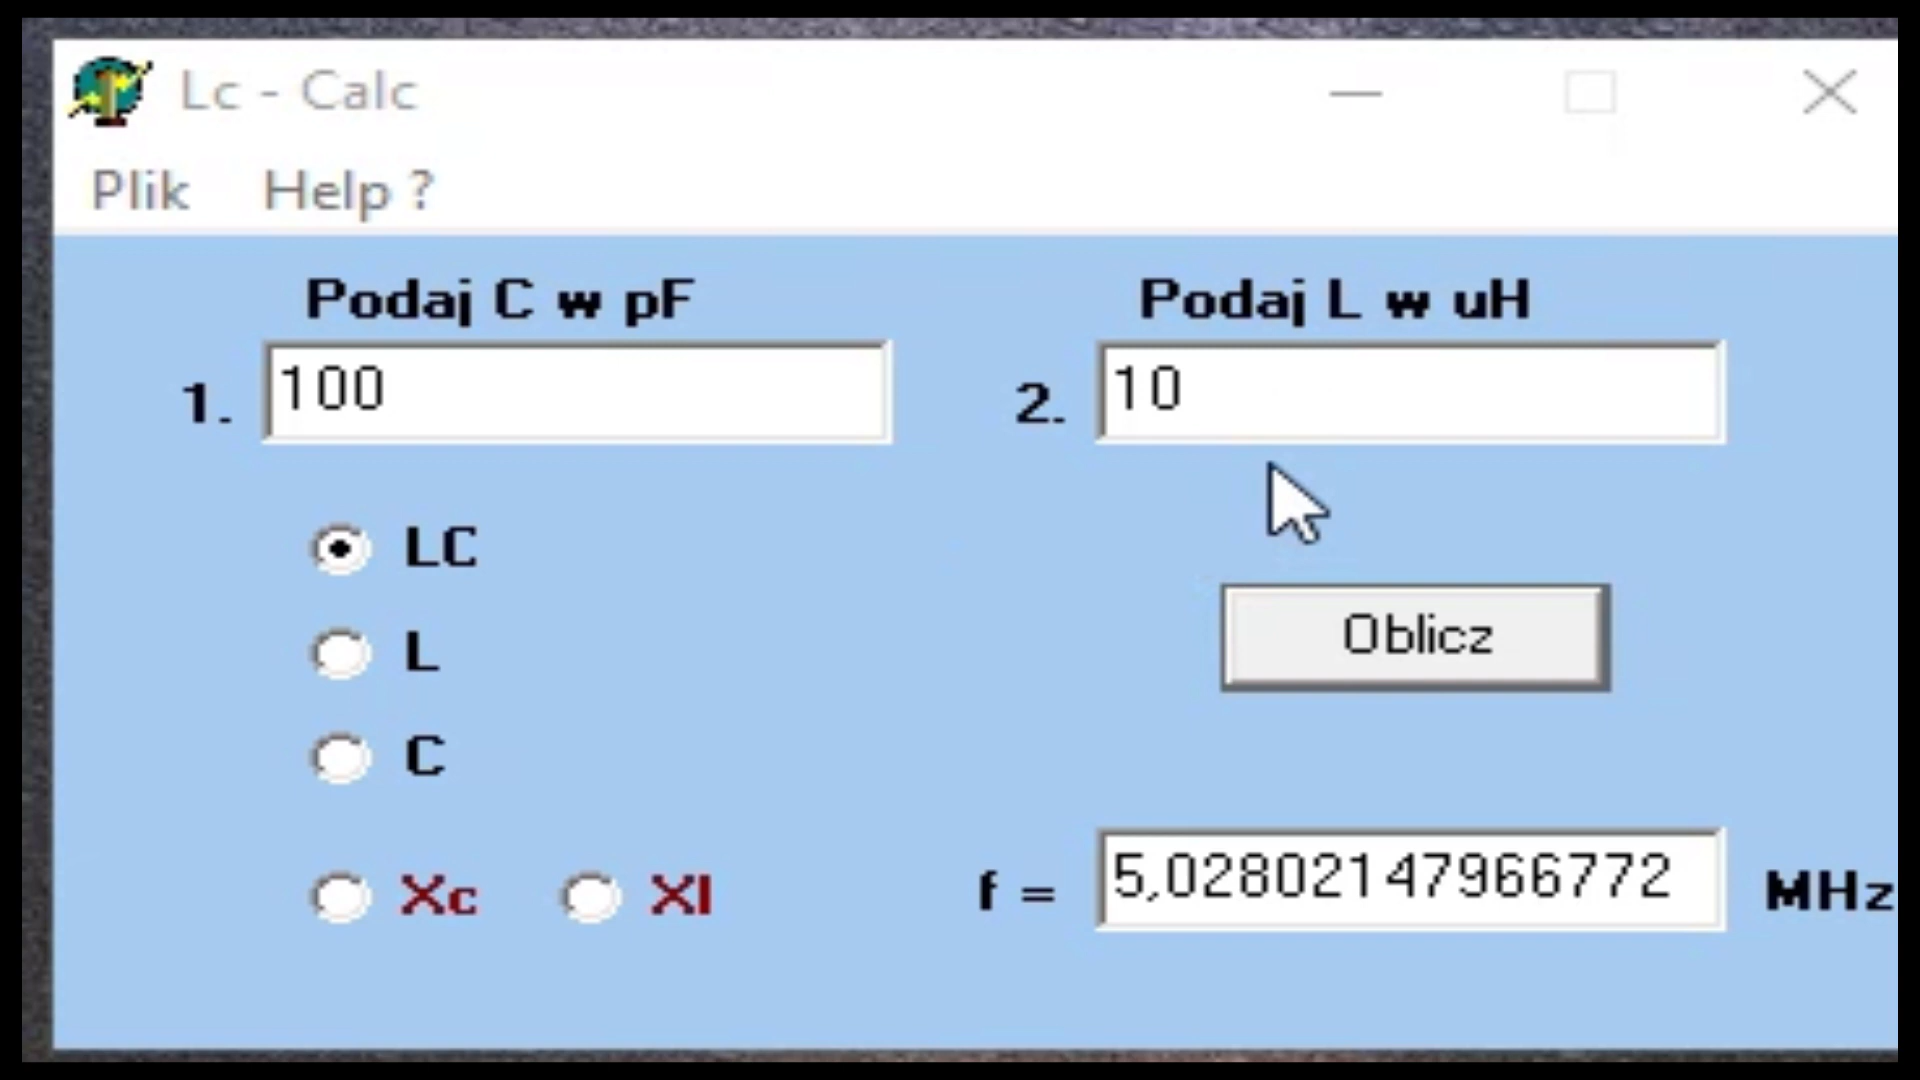 Lc - Calc
Plik Help ?
Podaj C w pF Podaj L w uH
1. 100 2. 10
LC
L Oblicz
C
Xc Xl f = 5,02802147966772 MHz